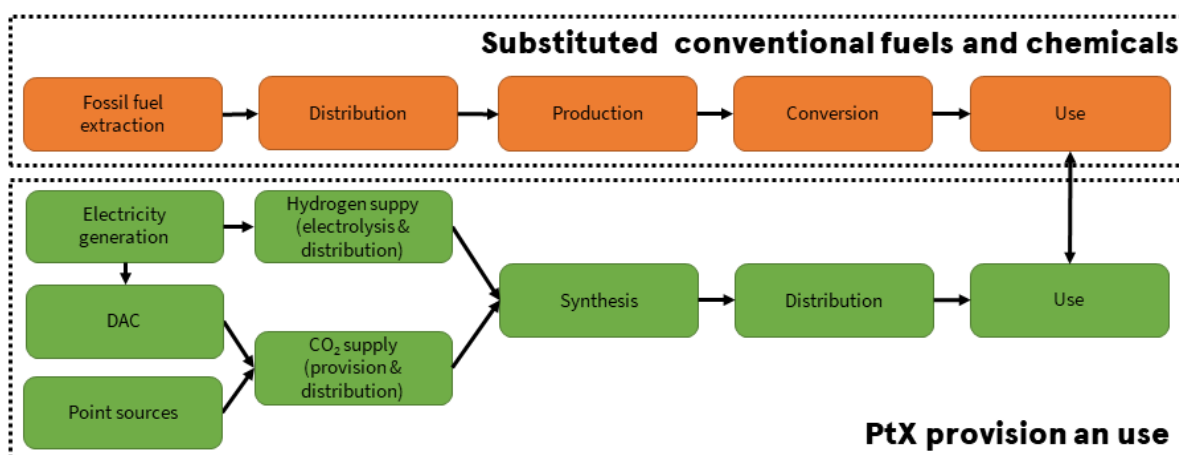 Substituted conventional fuels and chemicals
Fossil fuel
extraction
Distribution
Production
Conversion
Use
Electricity
generation
Hydrogen suppy
(electrolysis &
distribution)
DAC
Synthesis
Distribution
Use
CO₂ supply
(provision &
distribution)
Point sources
PtX provision an use